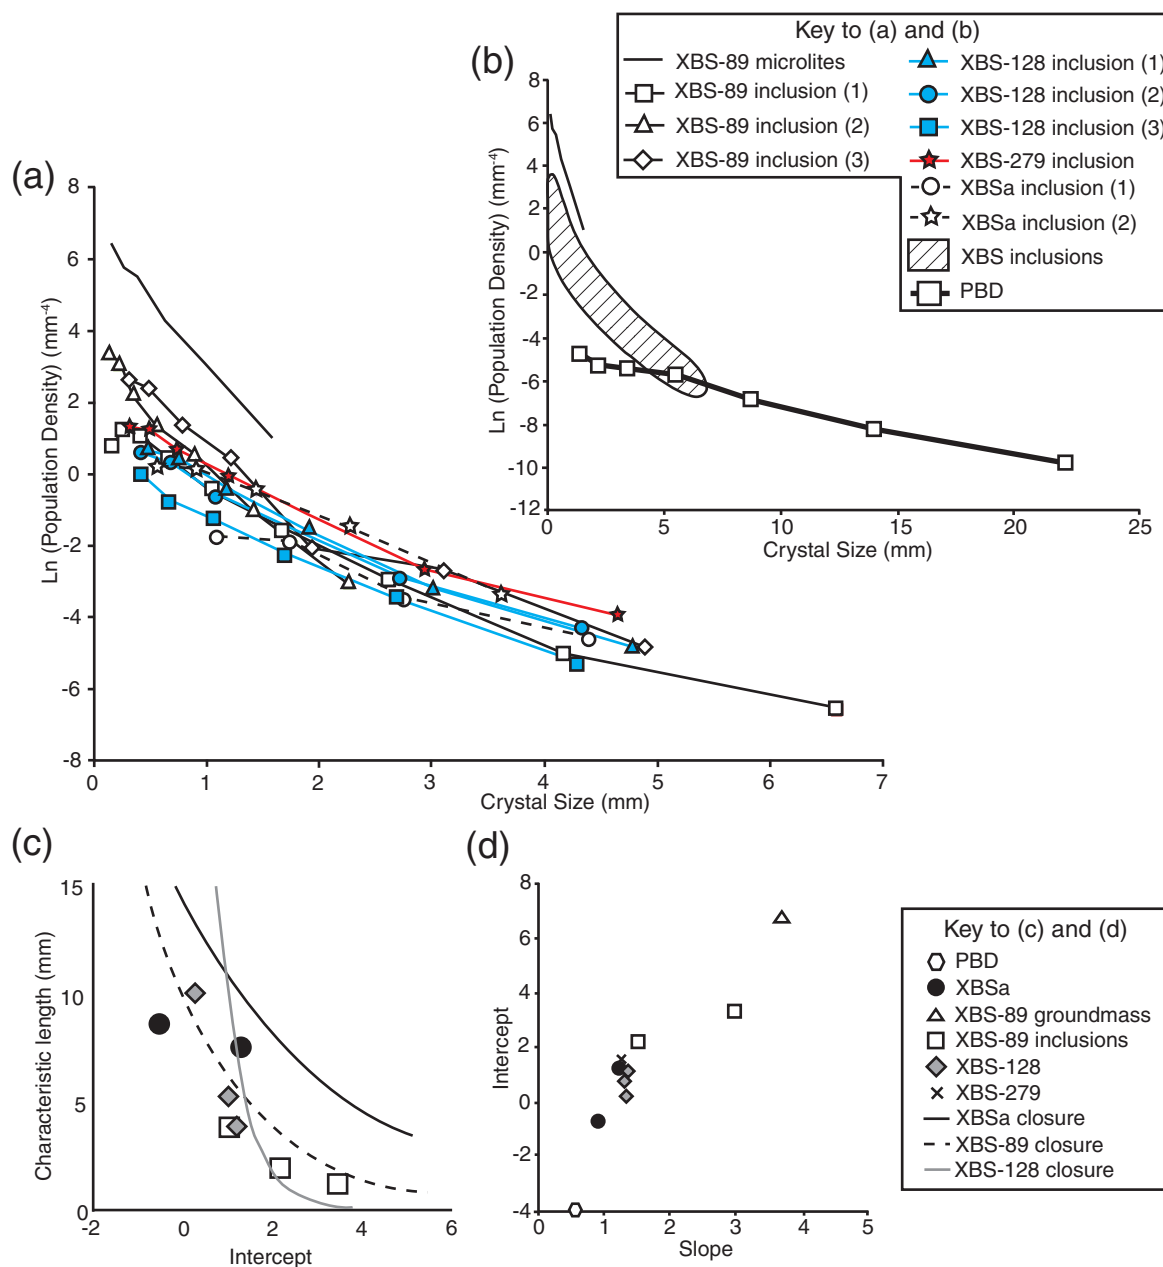 Key to (a) and (b)
XBS-89 microlites
XBS-89 inclusion (1)
XBS-89 inclusion (2)
XBS-89 inclusion (3)
XBS-128 inclusion (1)
XBS-128 inclusion (2)
XBS-128 inclusion (3)
XBS-279 inclusion
XBSa inclusion (1)
XBSa inclusion (2)
XBS inclusions
PBD
(b)
Ln (Population Density) (mm-4)
8
6
4
2
0
-2
-4
-6
-8
-10
-12
0
5
10
15
20
25
Crystal Size (mm)
(a)
Ln (Population Density) (mm-4)
8
6
4
2
0
-2
-4
-6
-8
0
1
2
3
4
5
6
7
Crystal Size (mm)
(c)
Characteristic length (mm)
15
10
5
0
-2
0
2
4
6
Intercept
(d)
Intercept
8
6
4
2
0
-2
-4
0
1
2
3
4
5
Slope
Key to (c) and (d)
PBD
XBSa
XBS-89 groundmass
XBS-89 inclusions
XBS-128
XBS-279
XBSa closure
XBS-89 closure
XBS-128 closure